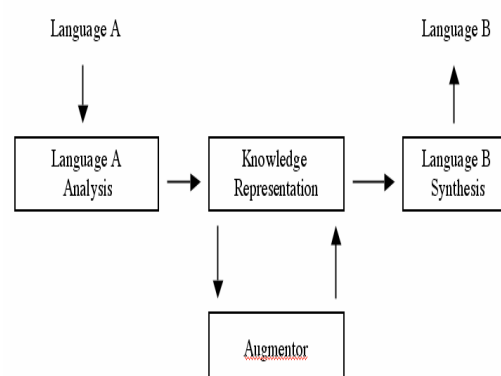 Language A
Language B
Language A
Analysis
Knowledge
Representation
Language B
Synthesis
Augmentor